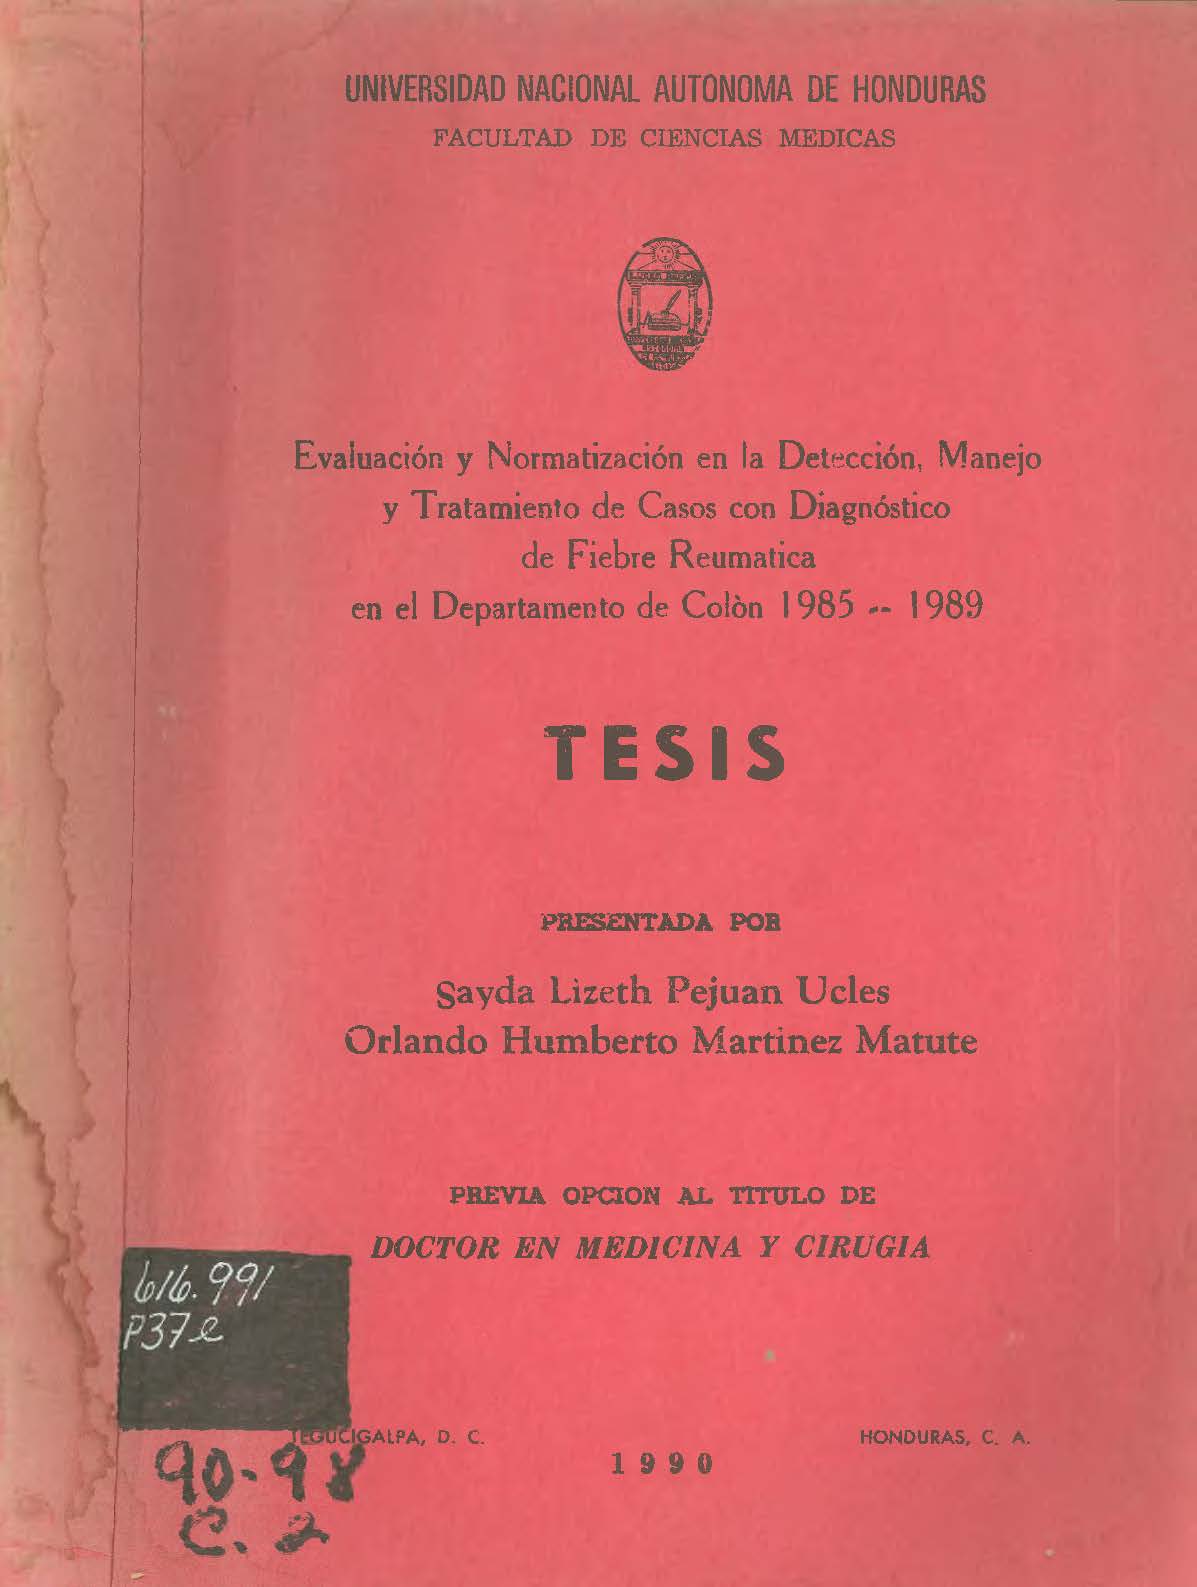 UNIVERSIDAD NACIONAL AUTONOMA DE HONDURAS
FACULTAD DE CIENCIAS MEDICAS
Evaluación y Normatización en la Detección, Manejo
y Tratamiento de Casos con Diagnóstico
de Fiebre Reumatica
en el Departamento de Colòn 1985 -- 1989
TESIS
PRESENTADA POR
Sayda Lizeth Pejuan Ucles
Orlando Humberto Martinez Matute
PREVIA OPCION AL TITULO DE
DOCTOR EN MEDICINA Y CIRUGIA
616.991
P37e
TEGUCIGALPA, D. C. HONDURAS, C. A.
1990
90-98
C. 2